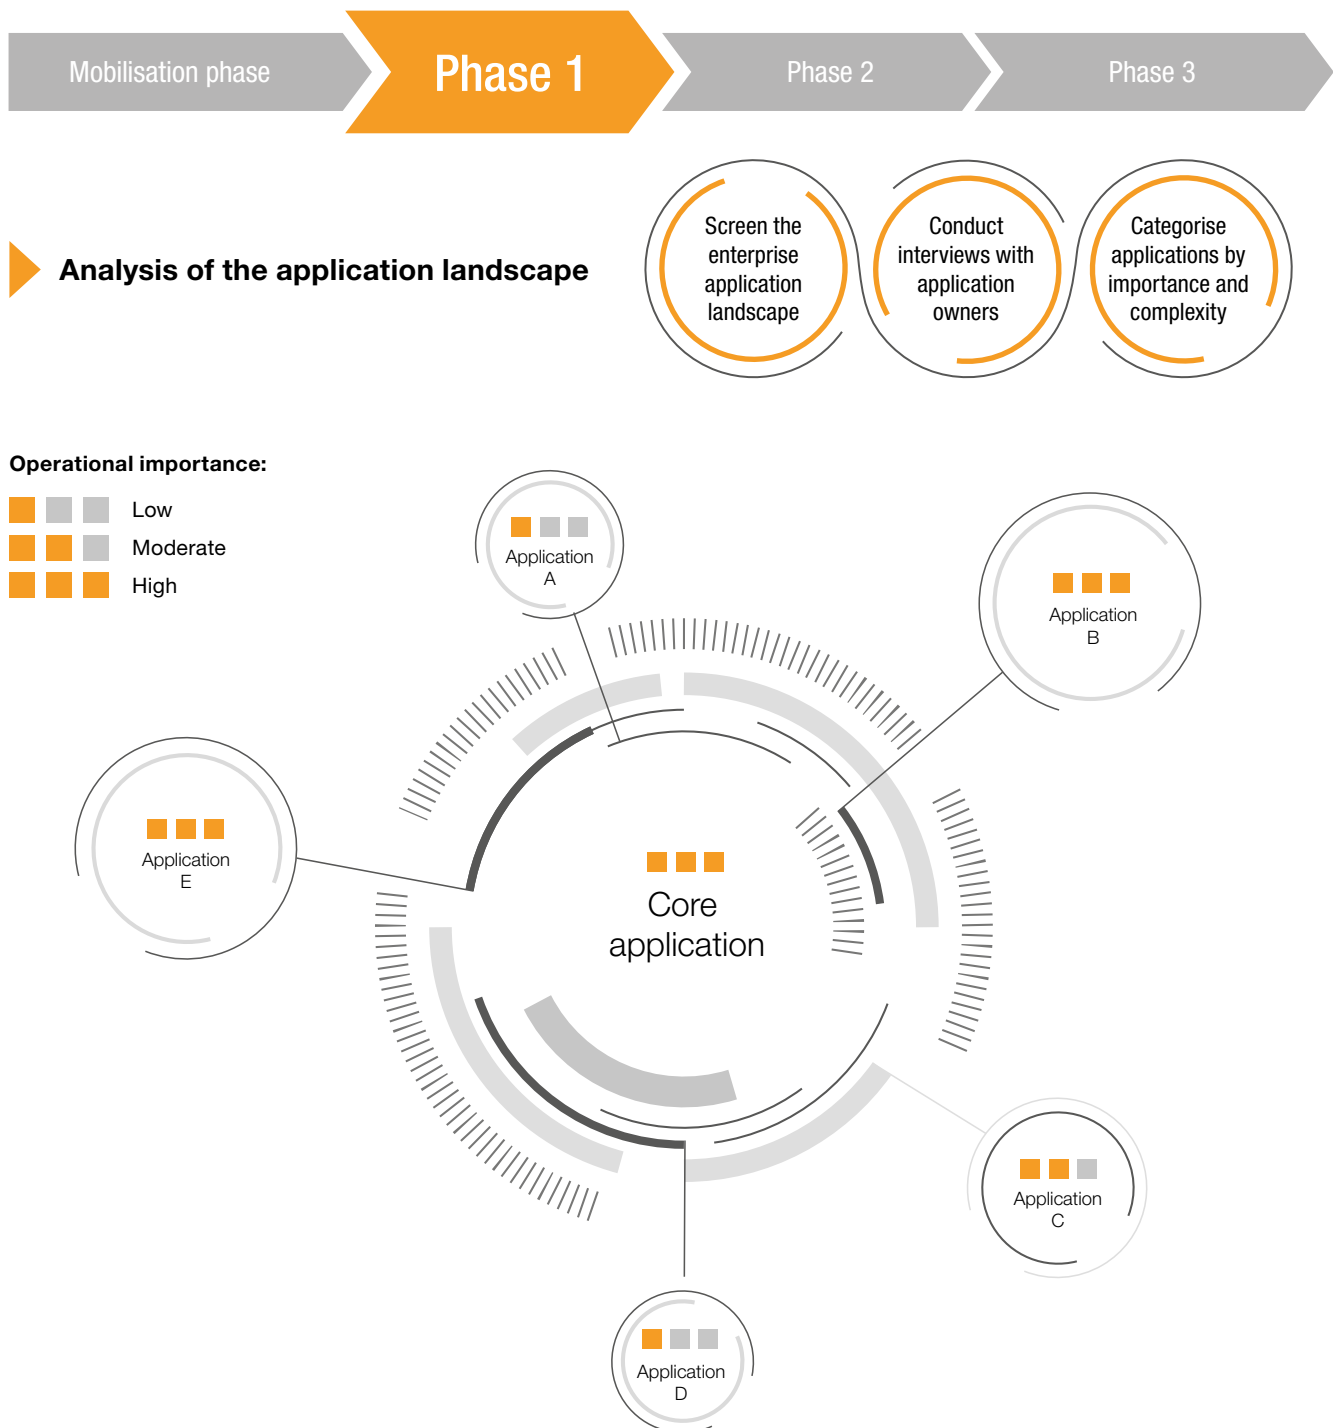 Mobilisation phase
Phase 1
Phase 2
Phase 3
Analysis of the application landscape
Screen the
enterprise
application
landscape
Conduct
interviews with
application
owners
Categorise
applications by
importance and
complexity
Operational importance:
Low
Moderate
High
Application
A
Application
B
Application
E
Core
application
Application
C
Application
D